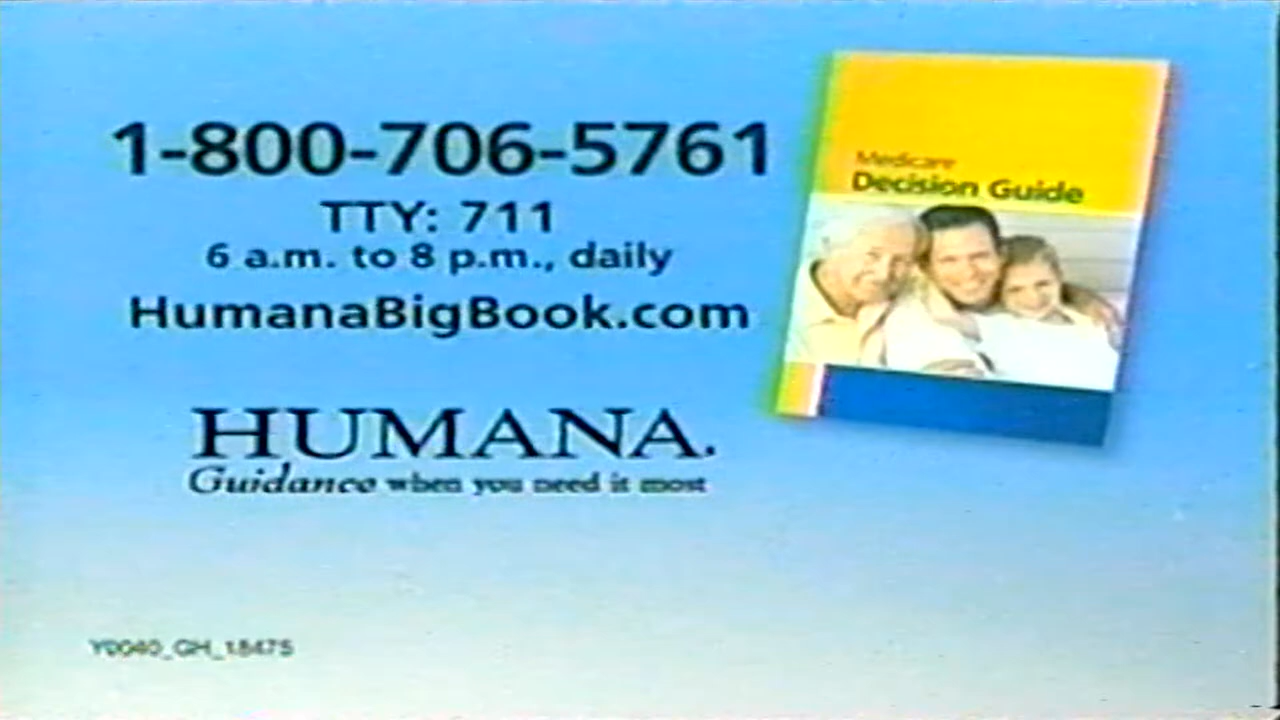 1-800-706-5761
TTY: 711
6 a.m. to 8 p.m., daily
HumanaBigBook.com
HUMANA.
Guidance when you need it most
Medicare
Decision Guide
Y0040_GH_18475